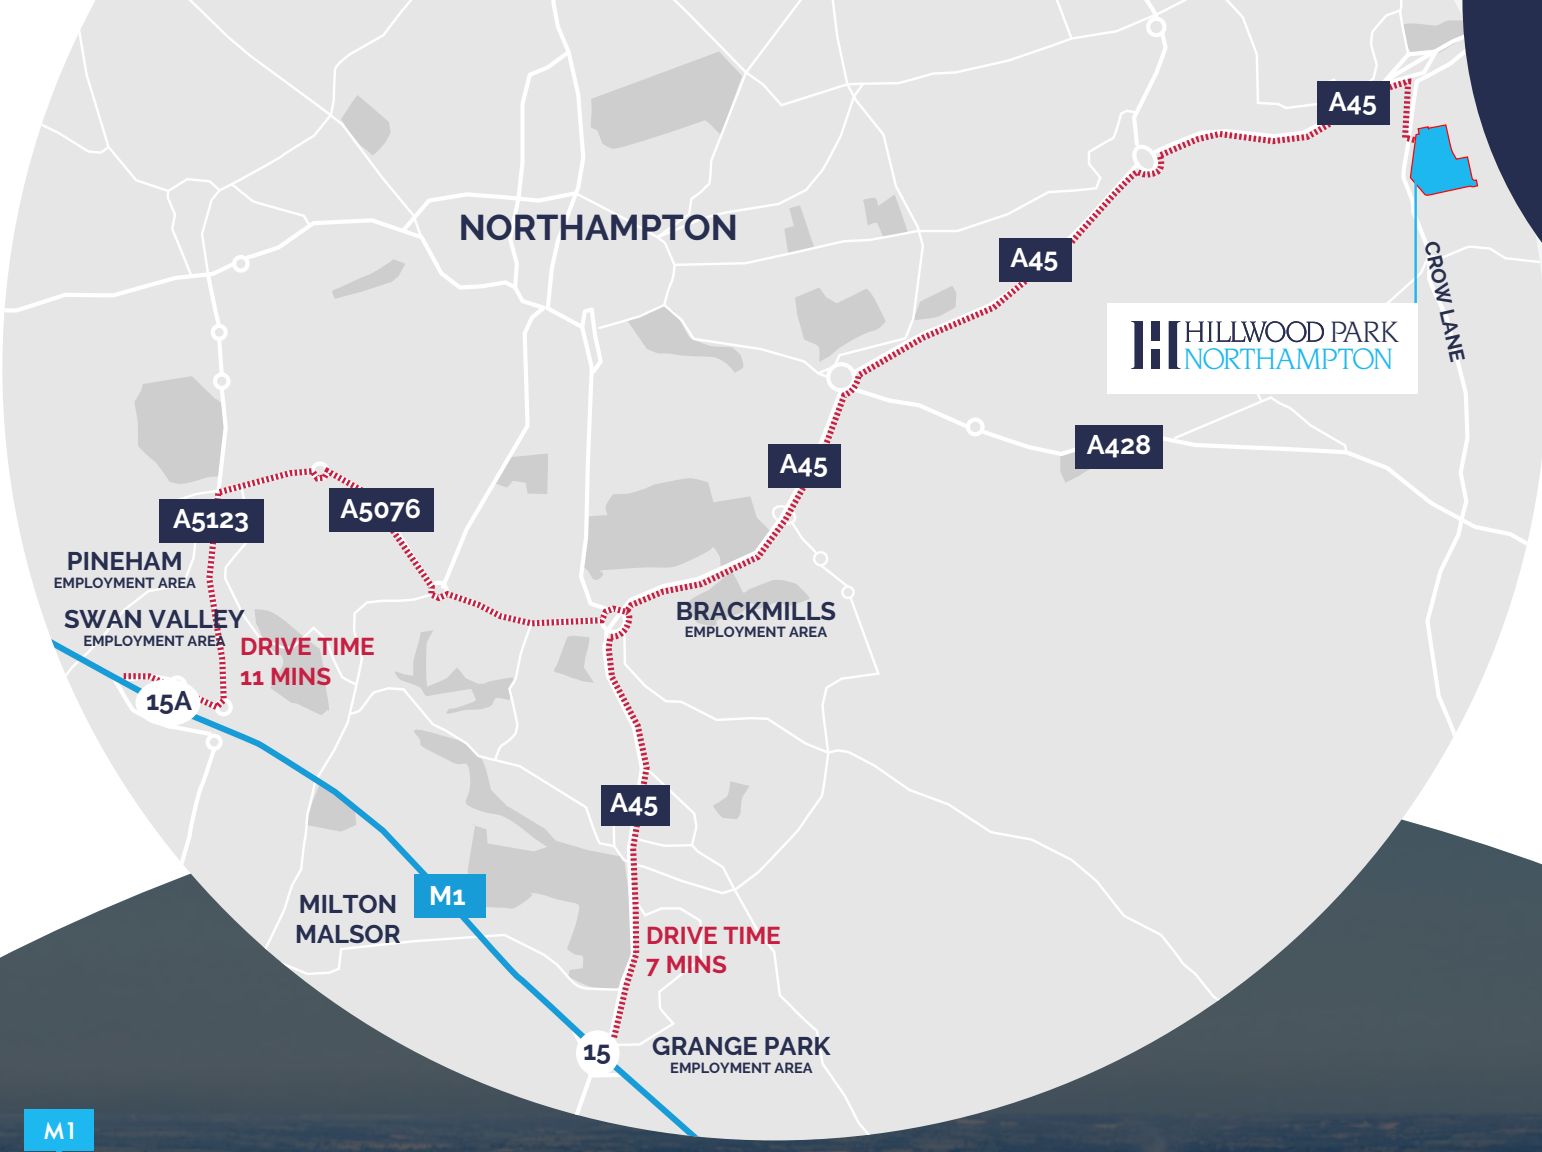 A45
NORTHAMPTON
A45
CROW LANE
HILLWOOD PARK
NORTHAMPTON
A428
A45
A5076
A5123
PINEHAM
EMPLOYMENT AREA
SWAN VALLEY
EMPLOYMENT AREA
BRACKMILLS
EMPLOYMENT AREA
DRIVE TIME
11 MINS
15A
A45
M1
MILTON
MALSOR
DRIVE TIME
7 MINS
15
GRANGE PARK
EMPLOYMENT AREA
M1